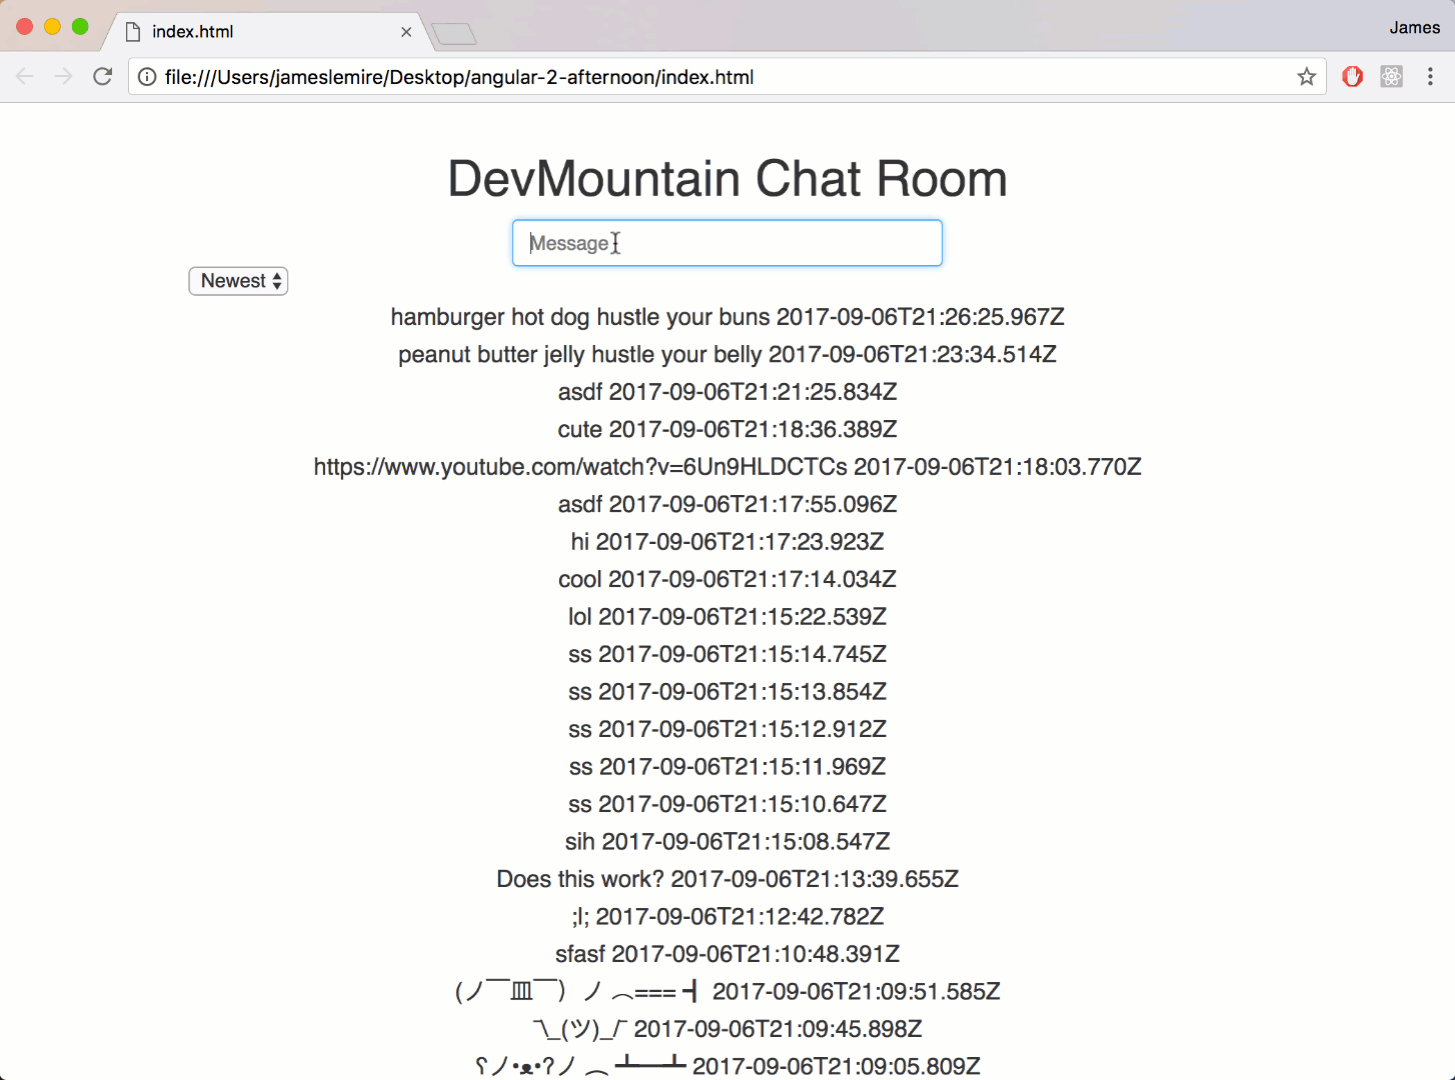 index.html
James
file:///Users/jameslemire/Desktop/angular-2-afternoon/index.html
DevMountain Chat Room
Message
Newest
hamburger hot dog hustle your buns 2017-09-06T21:26:25.967Z
peanut butter jelly hustle your belly 2017-09-06T21:23:34.514Z
asdf 2017-09-06T21:21:25.834Z
cute 2017-09-06T21:18:36.389Z
https://www.youtube.com/watch?v=6Un9HLDCTCs 2017-09-06T21:18:03.770Z
asdf 2017-09-06T21:17:55.096Z
hi 2017-09-06T21:17:23.923Z
cool 2017-09-06T21:17:14.034Z
lol 2017-09-06T21:15:22.539Z
ss 2017-09-06T21:15:14.745Z
ss 2017-09-06T21:15:13.854Z
ss 2017-09-06T21:15:12.912Z
ss 2017-09-06T21:15:11.969Z
ss 2017-09-06T21:15:10.647Z
sih 2017-09-06T21:15:08.547Z
Does this work? 2017-09-06T21:13:39.655Z
;l; 2017-09-06T21:12:42.782Z
sfasf 2017-09-06T21:10:48.391Z
(ノ￣皿￣）ノ ⌒=== ┫ 2017-09-06T21:09:51.585Z
¯\_(ツ)_/¯ 2017-09-06T21:09:45.898Z
ʕノ•ᴥ•ʔノ ︵ ┻━┻ 2017-09-06T21:09:05.809Z